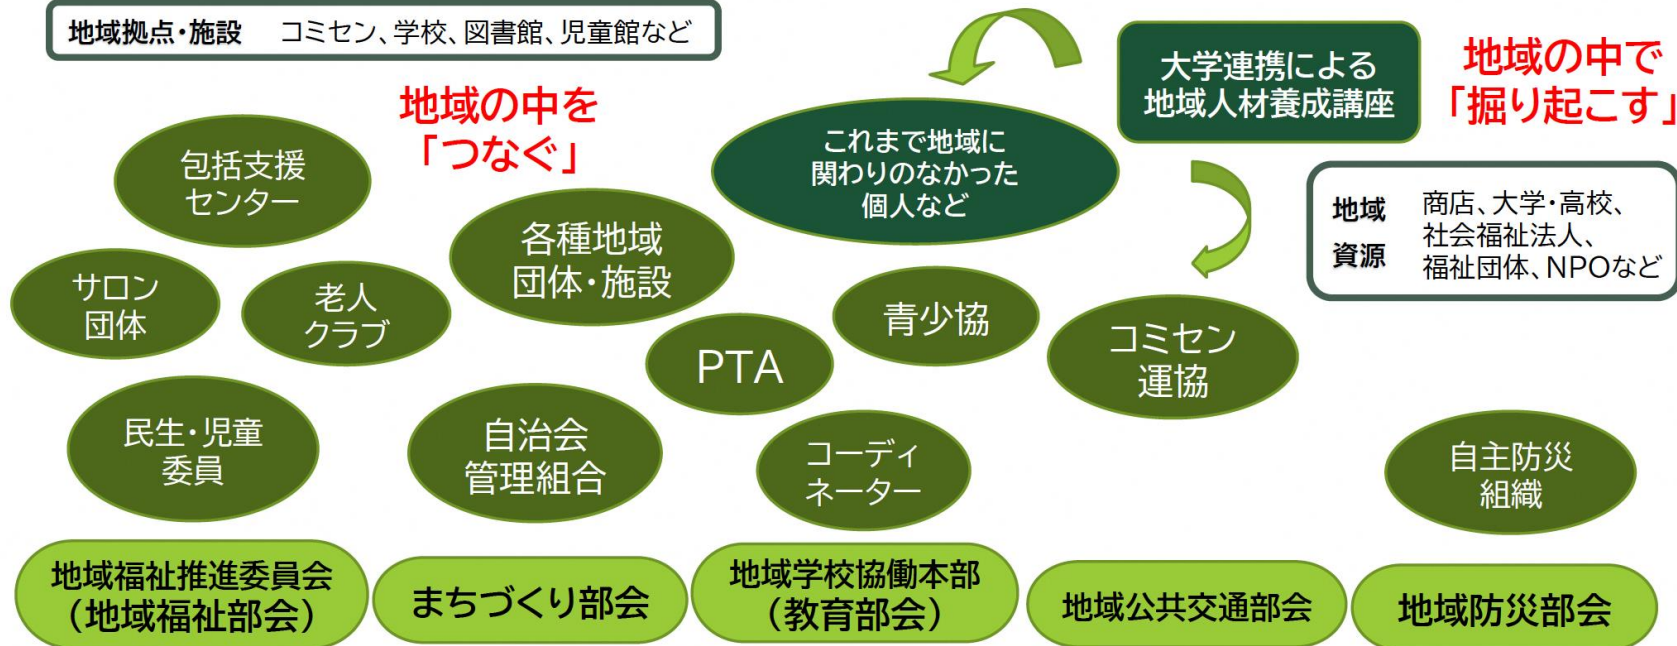 地域拠点・施設　コミセン、学校、図書館、児童館など
地域の中を
「つなぐ」
大学連携による
地域人材養成講座
地域の中で
「掘り起こす」
これまで地域に
関わりのなかった
個人など
地域
資源
商店、大学・高校、
社会福祉法人、
福祉団体、NPOなど
包括支援
センター
各種地域
団体・施設
サロン
団体
老人
クラブ
PTA
青少協
コミセン
運協
民生・児童
委員
自治会
管理組合
コーディ
ネーター
自主防災
組織
地域福祉推進委員会
（地域福祉部会）
まちづくり部会
地域学校協働本部
（教育部会）
地域公共交通部会
地域防災部会